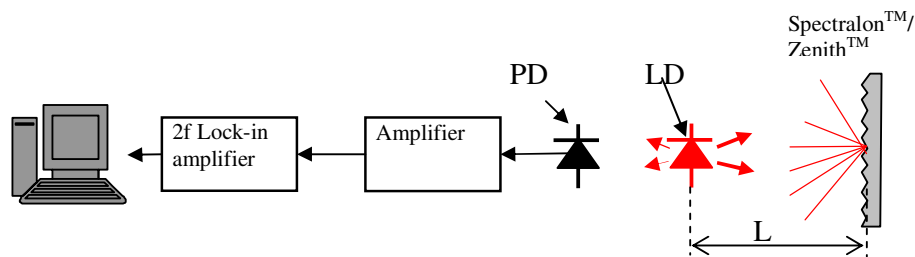 Spectralon™/
Zenith™
PD
LD
2f Lock-in
amplifier
Amplifier
L